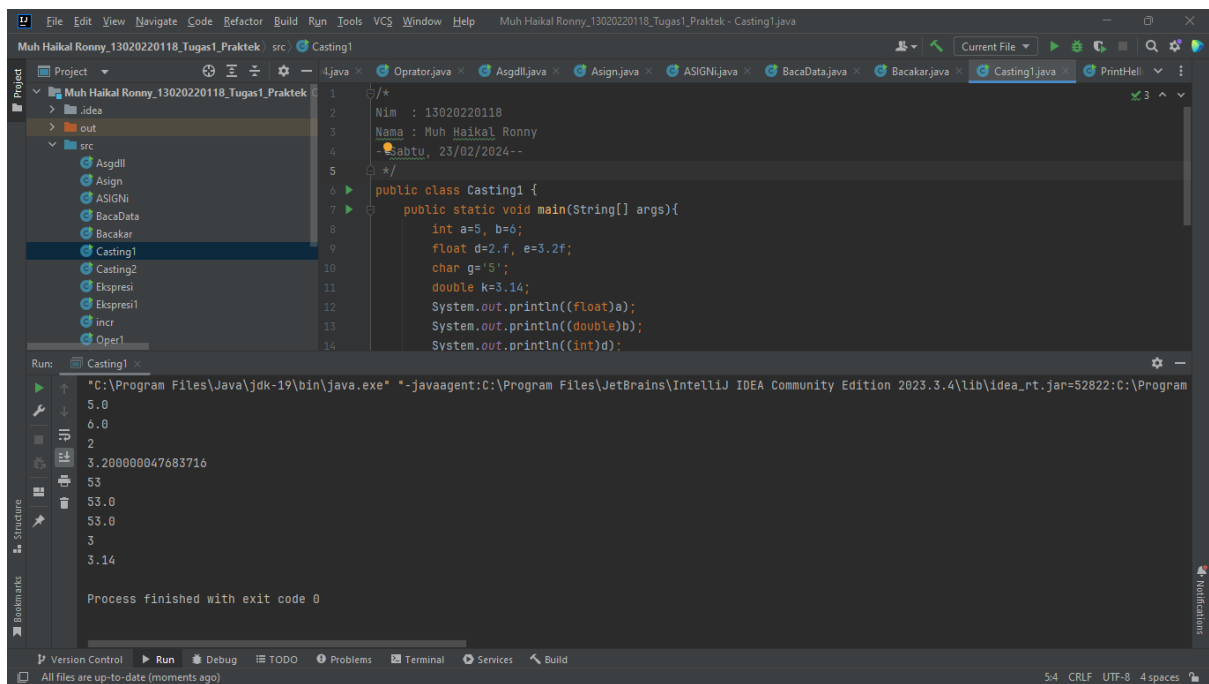 File Edit View Navigate Code Refactor Build Run Tools VCS Window Help Muh Haikal Ronny_13020220118_Tugas1_Praktek - Casting1.java
Muh Haikal Ronny_13020220118_Tugas1_Praktek src Casting1 Current File
Project 4.java Oprator.java Asgdll.java Asign.java ASIGNi.java BacaData.java Bacakar.java Casting1.java PrintHell
Project
Muh Haikal Ronny_13020220118_Tugas1_Praktek
.idea
out
src
Asgdll
Asign
ASIGNi
BacaData
Bacakar
Casting1
Casting2
Ekspresi
Ekspresi1
incr
Oper1
1 /*
2 Nim : 13020220118
3 Nama : Muh Haikal Ronny
4 --Sabtu, 23/02/2024--
5 */
6 public class Casting1 {
7 public static void main(String[] args){
8 int a=5, b=6;
9 float d=2.f, e=3.2f;
10 char g='5';
11 double k=3.14;
12 System.out.println((float)a);
13 System.out.println((double)b);
14 System.out.println((int)d);
3
Run: Casting1
"C:\Program Files\Java\jdk-19\bin\java.exe" "-javaagent:C:\Program Files\JetBrains\IntelliJ IDEA Community Edition 2023.3.4\lib\idea_rt.jar=52822:C:\Program
5.0
6.0
2
3.200000047683716
53
53.0
53.0
3
3.14
Process finished with exit code 0
Structure
Bookmarks
Notifications
Version Control Run Debug TODO Problems Terminal Services Build
All files are up-to-date (moments ago) 5:4 CRLF UTF-8 4 spaces